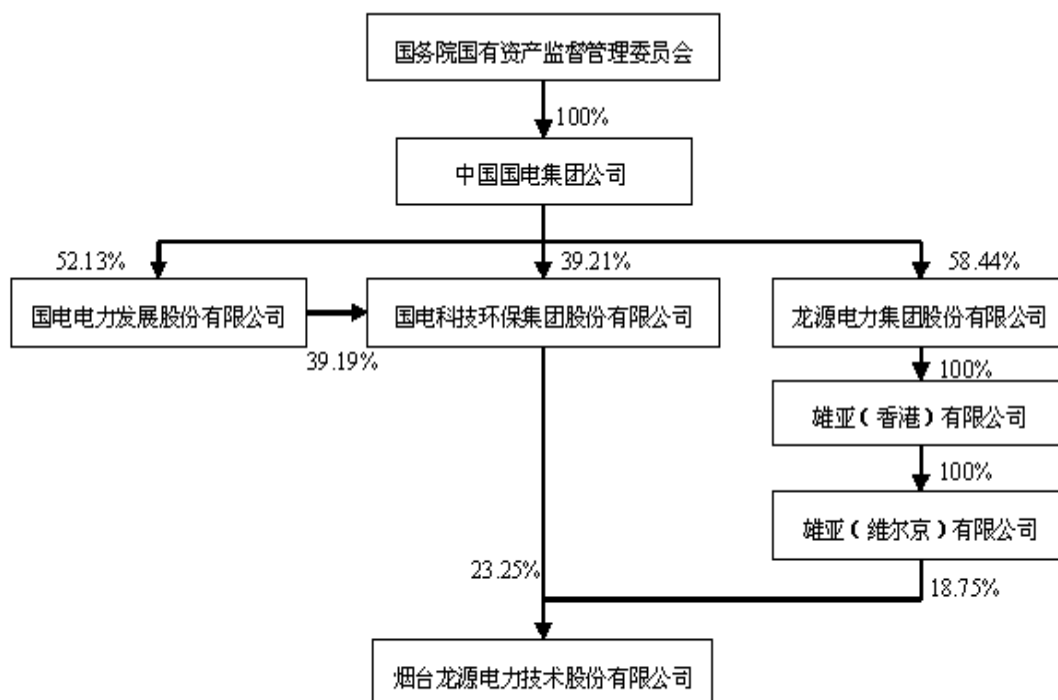 国务院国有资产监督管理委员会
100%
中国国电集团公司
52.13%
39.21%
58.44%
国电电力发展股份有限公司
国电科技环保集团股份有限公司
龙源电力集团股份有限公司
39.19%
100%
雄亚（香港）有限公司
100%
雄亚（维尔京）有限公司
23.25%
18.75%
烟台龙源电力技术股份有限公司